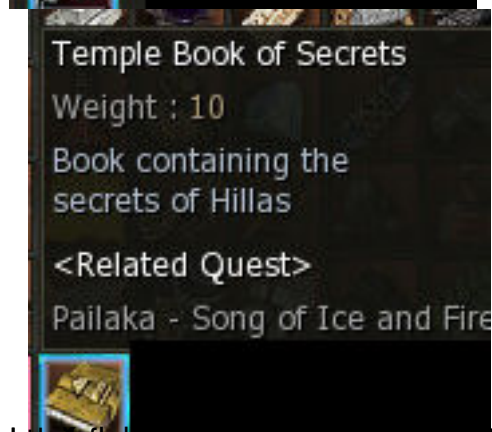 Temple Book of Secrets
Weight : 10
Book containing the
secrets of Hillas
<Related Quest>
Pailaka - Song of Ice and Fire